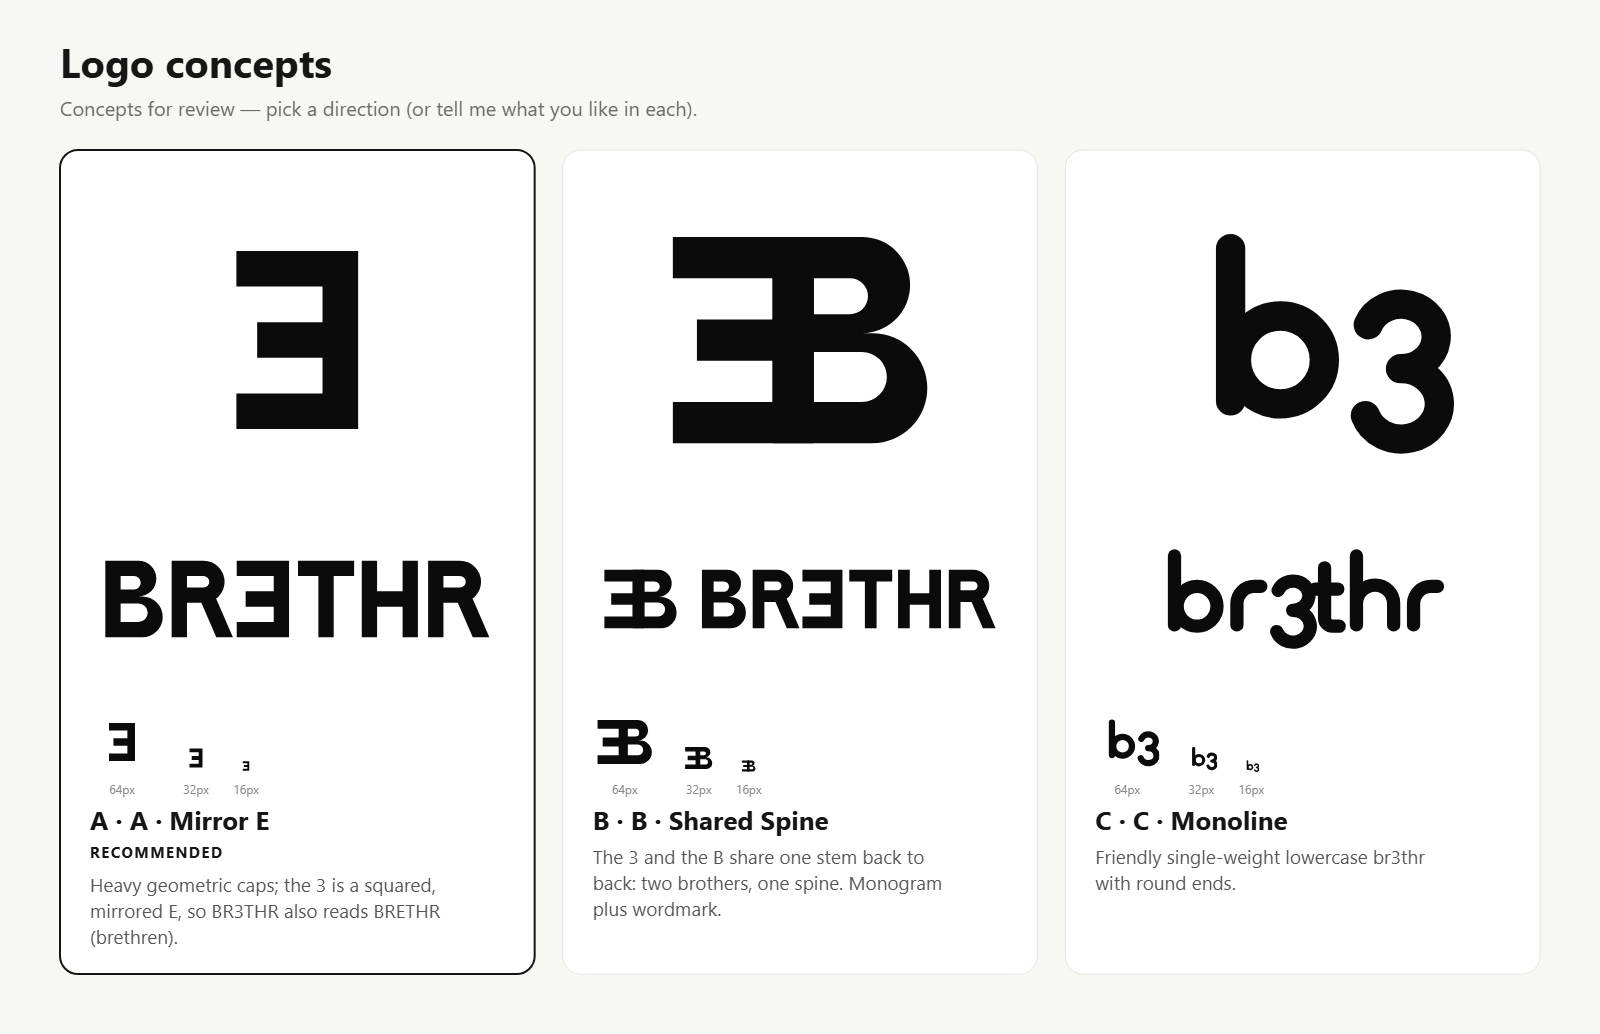 Logo concepts
Concepts for review — pick a direction (or tell me what you like in each).
Ǝ
BRƎTHR
64px 32px 16px
A · A · Mirror E
RECOMMENDED
Heavy geometric caps; the 3 is a squared,
mirrored E, so BR3THR also reads BRETHR
(brethren).
ƎB
ƎB BRƎTHR
64px 32px 16px
B · B · Shared Spine
The 3 and the B share one stem back to
back: two brothers, one spine. Monogram
plus wordmark.
b3
br3thr
b3 b3 b3
64px 32px 16px
C · C · Monoline
Friendly single-weight lowercase br3thr
with round ends.